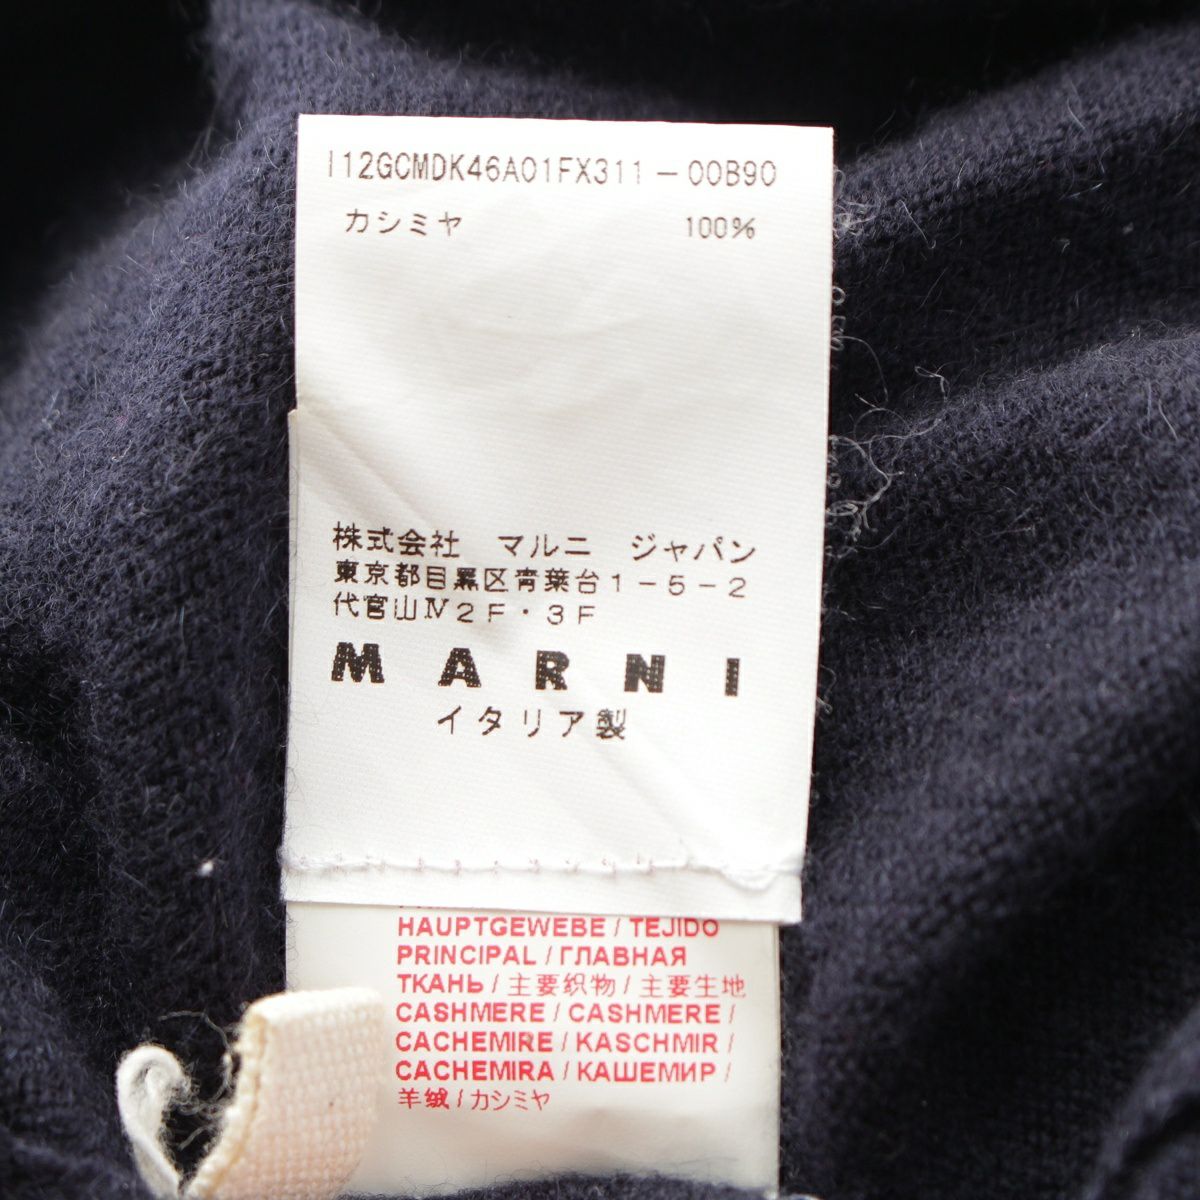 I12GCMDK46A01FX311-00B90
カシミヤ 100%
株式会社 マルニ ジャパン
東京都目黒区青葉台1-5-2
代官山Ⅳ2F・3F
MARNI
イタリア製
HAUPTGEWEBE / TEJIDO
PRINCIPAL / ГЛАВНАЯ
ТКАНЬ / 主要织物 / 主要生地
CASHMERE / CASHMERE /
CACHEMIRE / KASCHMIR /
CACHEMIRA / КАШЕМИР /
羊绒 / カシミヤ